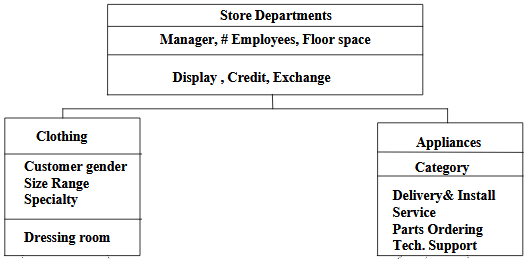 Store Departments
Manager, # Employees, Floor space
Display , Credit, Exchange
Clothing
Customer gender
Size Range
Specialty
Dressing room
Appliances
Category
Delivery& Install
Service
Parts Ordering
Tech. Support